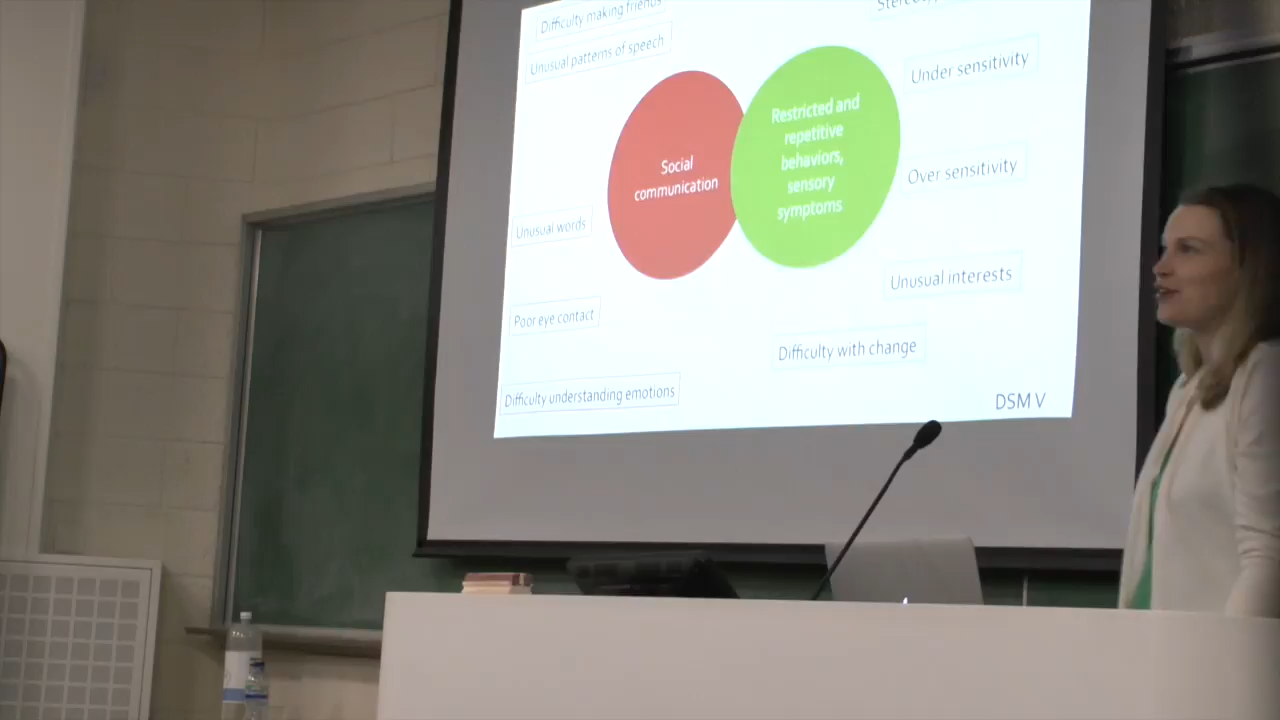 Difficulty making friends
Unusual patterns of speech
Under sensitivity
Restricted and
repetitive
behaviors,
sensory
symptoms
Social
communication
Over sensitivity
Unusual words
Unusual interests
Poor eye contact
Difficulty with change
Difficulty understanding emotions
DSM V